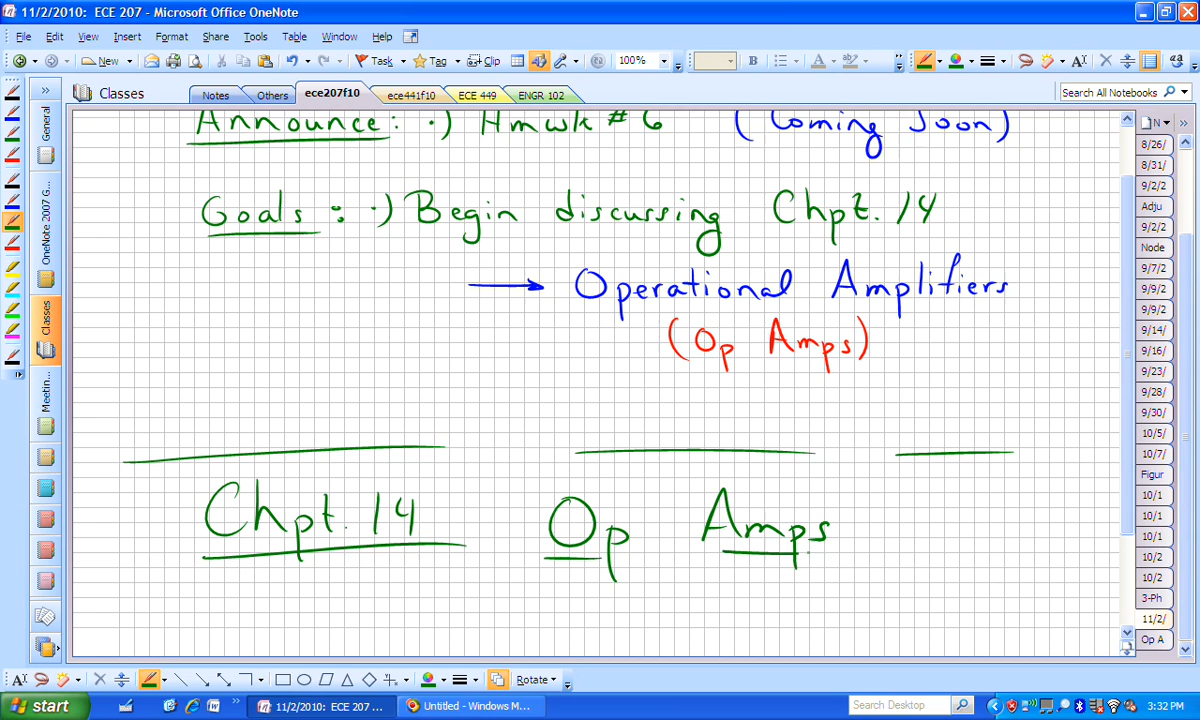 11/2/2010: ECE 207 - Microsoft Office OneNote
File Edit View Insert Format Share Tools Table Window Help
New Task Tag Clip 100% B A ab
Classes Notes Others ece207f10 ece441f10 ECE 449 ENGR 102 Search All Notebooks
General
OneNote 2007 G...
Classes
Meetin...
Announce: ·) Hmwk # 6 (Coming Soon)
Goals: ·) Begin discussing Chpt. 14
Operational Amplifiers
(Op Amps)
Chpt. 14 Op Amps
N
8/26/
8/31/
9/2/2
Adju
9/2/2
Node
9/7/2
9/9/2
9/9/2
9/14/
9/16/
9/23/
9/28/
9/30/
10/5/
10/7/
Figur
10/1
10/1
10/1
10/2
10/2
3-Ph
11/2/
Op A
Rotate
start 11/2/2010: ECE 207 ... Untitled - Windows M... Search Desktop 3:32 PM